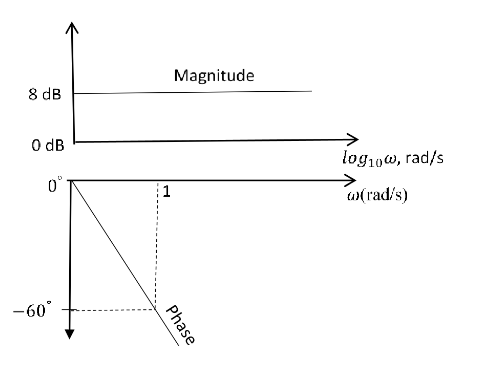 Magnitude
8 dB
0 dB
log₁₀ω, rad/s
0°
1
ω(rad/s)
−60°
Phase